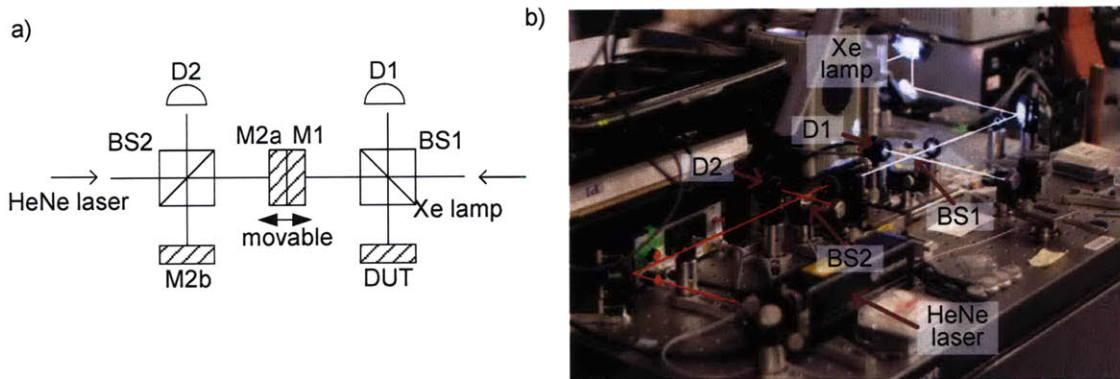 a)
D2
D1
BS2
M2a M1
BS1
HeNe laser
Xe lamp
movable
M2b
DUT
b)
Xe
lamp
D1
D2
BS1
BS2
HeNe
laser